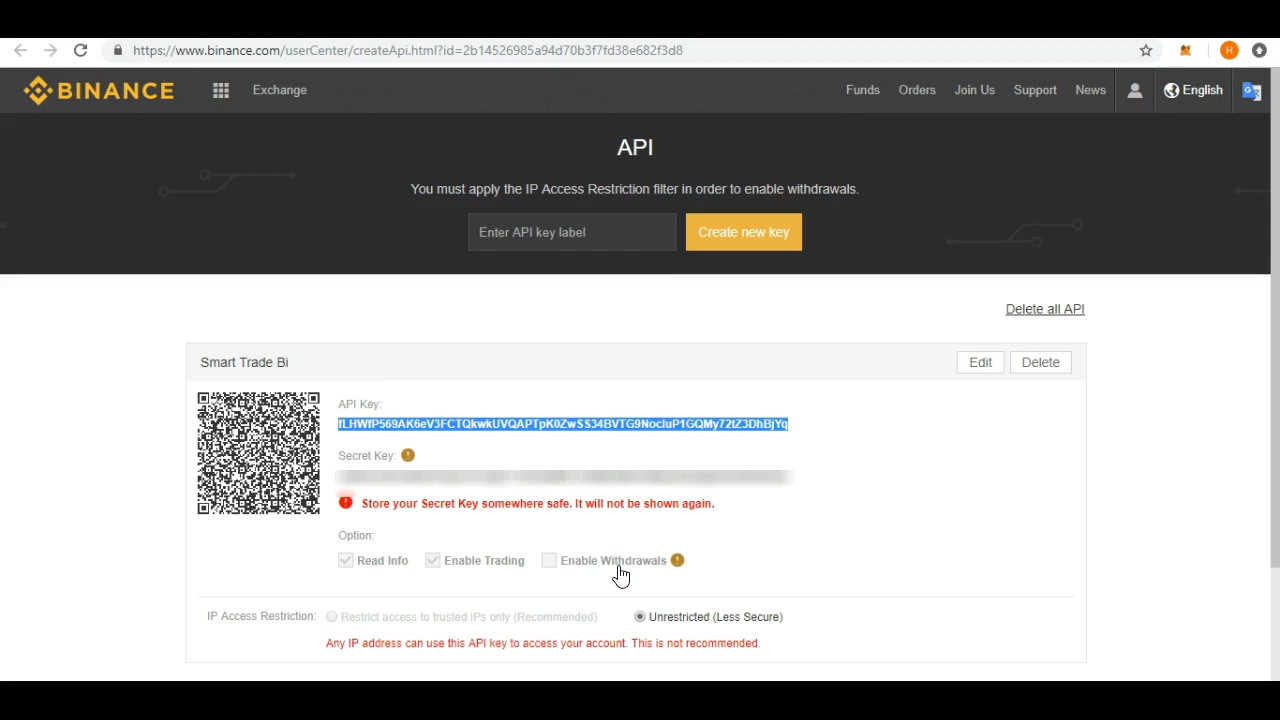 https://www.binance.com/userCenter/createApi.html?id=2b14526985a94d70b3f7fd38e682f3d8
H
BINANCE
Exchange
Funds
Orders
Join Us
Support
News
English
API
You must apply the IP Access Restriction filter in order to enable withdrawals.
Enter API key label
Create new key
Delete all API
Smart Trade Bi
Edit
Delete
API Key:
Secret Key:
Store your Secret Key somewhere safe. It will not be shown again.
Option:
Read Info
Enable Trading
Enable Withdrawals
IP Access Restriction:
Restrict access to trusted IPs only (Recommended)
Unrestricted (Less Secure)
Any IP address can use this API key to access your account. This is not recommended.